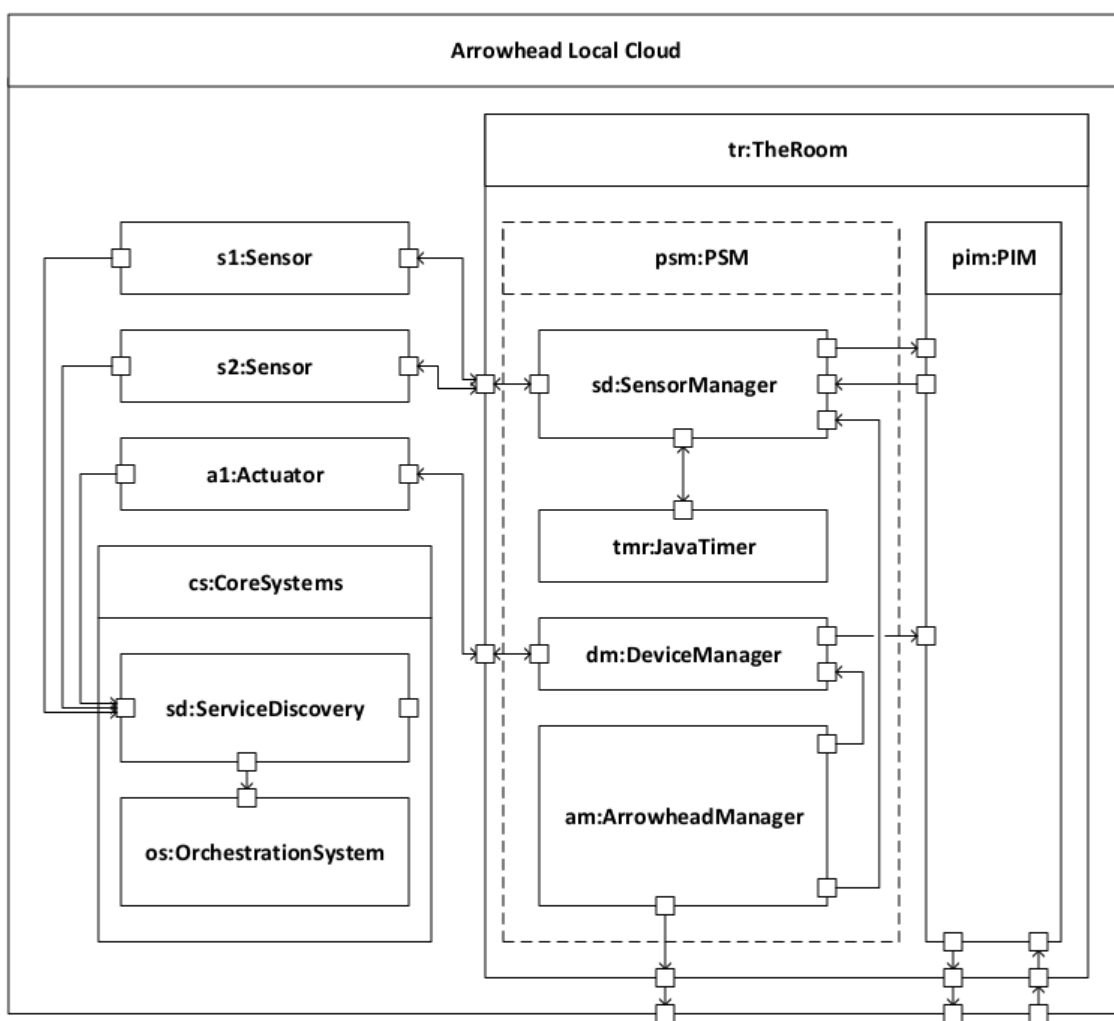 Arrowhead Local Cloud
tr:TheRoom
s1:Sensor
psm:PSM
pim:PIM
s2:Sensor
sd:SensorManager
a1:Actuator
tmr:JavaTimer
cs:CoreSystems
dm:DeviceManager
sd:ServiceDiscovery
am:ArrowheadManager
os:OrchestrationSystem